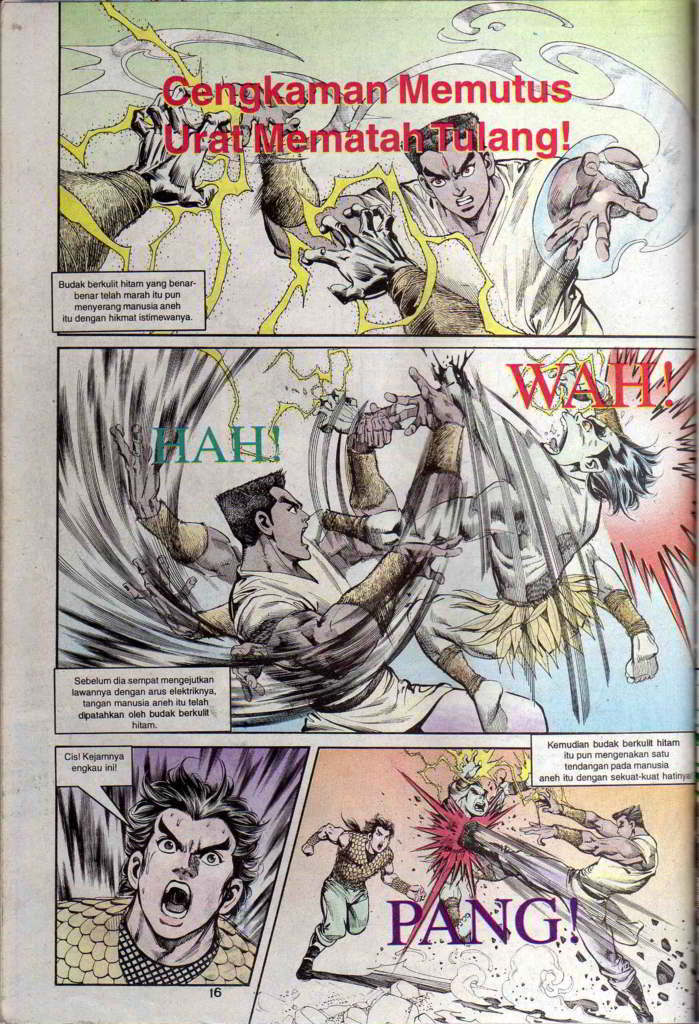 Cengkaman Memutus
Urat Mematah Tulang!
Budak berkulit hitam yang benar-
benar telah marah itu pun
menyerang manusia aneh
itu dengan hikmat istimewanya.
HAH!
WAH!
Sebelum dia sempat mengejutkan
lawannya dengan arus elektriknya,
tangan manusia aneh itu telah
dipatahkan oleh budak berkulit
hitam.
Cis! Kejamnya
engkau ini!
Kemudian budak berkulit hitam
itu pun mengenakan satu
tendangan pada manusia
aneh itu dengan sekuat-kuat hatinya
PANG!
16